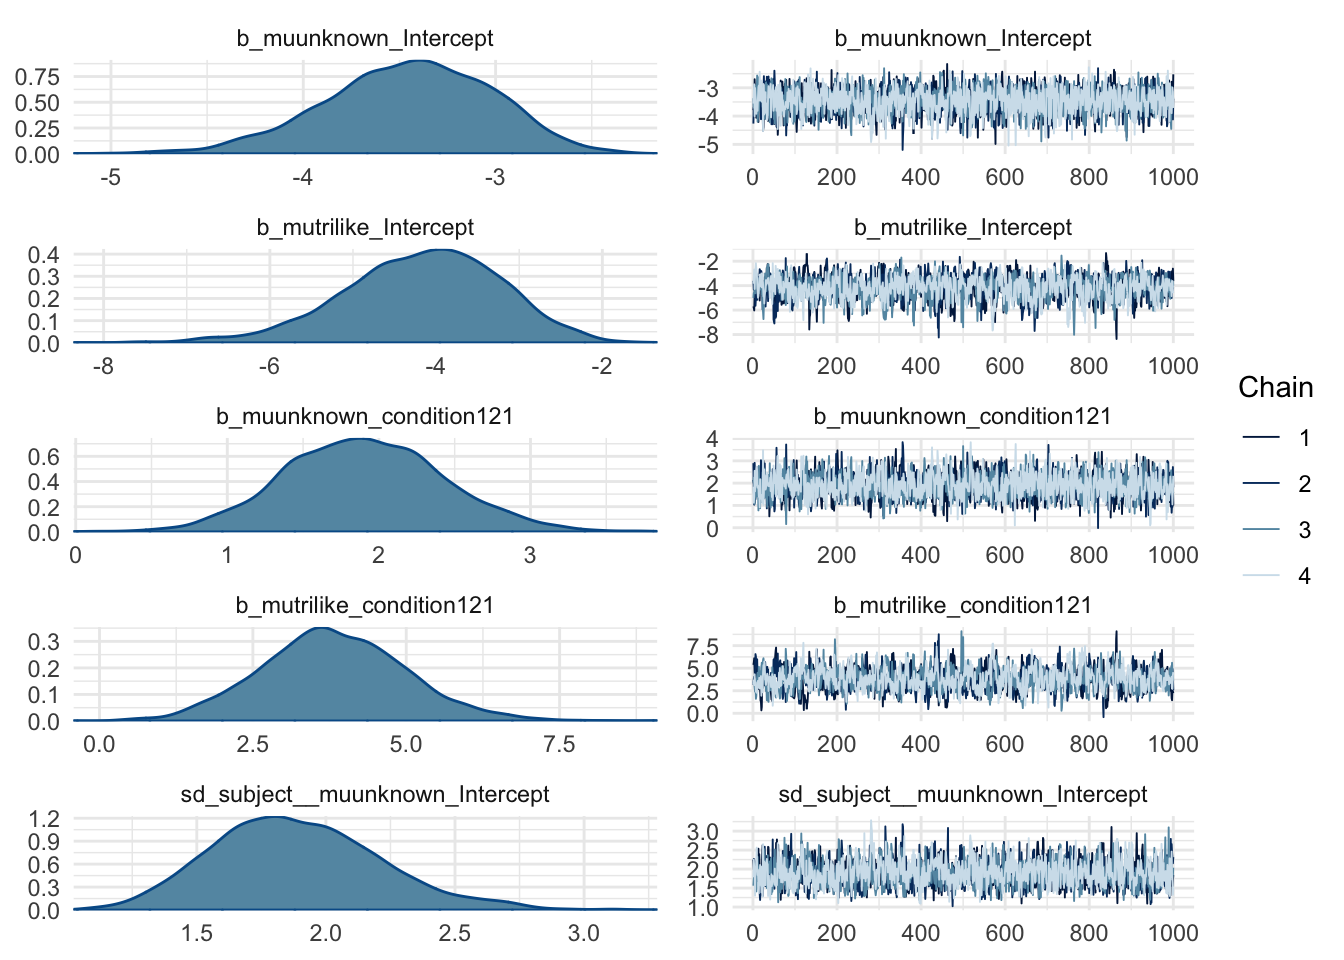 b_muunknown_Intercept
0.75
0.50
0.25
0.00
-5 -4 -3
b_muunknown_Intercept
-3
-4
-5
0 200 400 600 800 1000
b_mutrilike_Intercept
0.4
0.3
0.2
0.1
0.0
-8 -6 -4 -2
b_mutrilike_Intercept
-2
-4
-6
-8
0 200 400 600 800 1000
b_muunknown_condition121
0.6
0.4
0.2
0.0
0 1 2 3
b_muunknown_condition121
4
3
2
1
0
0 200 400 600 800 1000
b_mutrilike_condition121
0.3
0.2
0.1
0.0
0.0 2.5 5.0 7.5
b_mutrilike_condition121
7.5
5.0
2.5
0.0
0 200 400 600 800 1000
sd_subject__muunknown_Intercept
1.2
0.9
0.6
0.3
0.0
1.5 2.0 2.5 3.0
sd_subject__muunknown_Intercept
3.0
2.5
2.0
1.5
1.0
0 200 400 600 800 1000
Chain
1
2
3
4